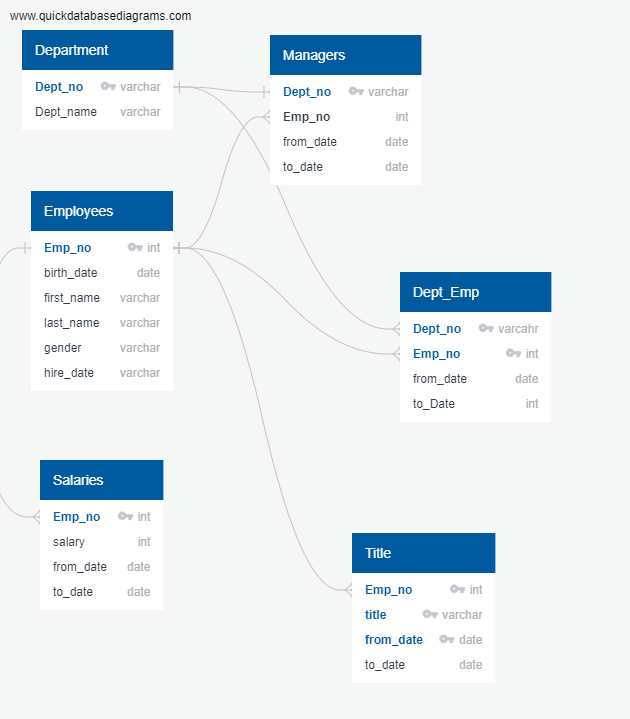 www.quickdatabasediagrams.com
Department
Dept_no varchar
Dept_name varchar
Managers
Dept_no varchar
Emp_no int
from_date date
to_date date
Employees
Emp_no int
birth_date date
first_name varchar
last_name varchar
gender varchar
hire_date varchar
Dept_Emp
Dept_no varcahr
Emp_no int
from_date date
to_Date int
Salaries
Emp_no int
salary int
from_date date
to_date date
Title
Emp_no int
title varchar
from_date date
to_date date